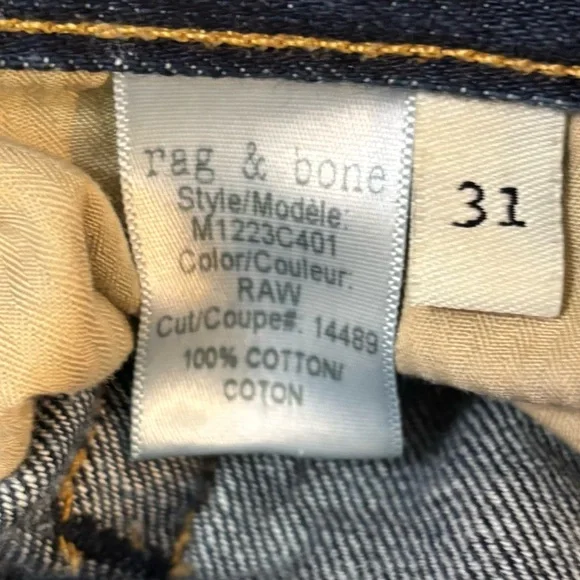 rag & bone
Style/Modèle:
M1223C401
Color/Couleur:
RAW
Cut/Coupe#: 14489
100% COTTON/
COTON
31